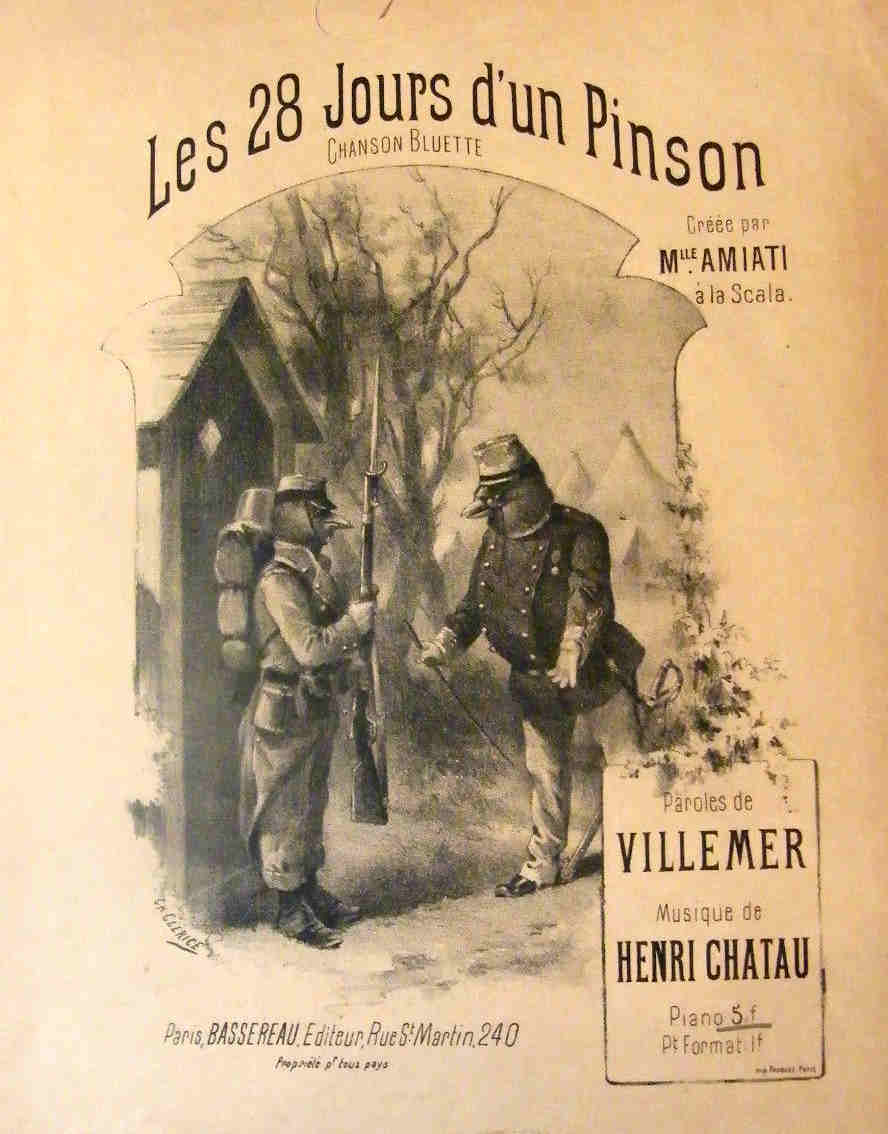 Les 28 Jours d'un Pinson
CHANSON BLUETTE
Créée par
MLLE. AMIATI
à la Scala.
Paroles de
VILLEMER
Musique de
HENRI CHATAU
Piano 5.f
Pt Format 1f
Paris, BASSEREAU, Editeur, Rue St Martin, 240
Propriété pr tous pays